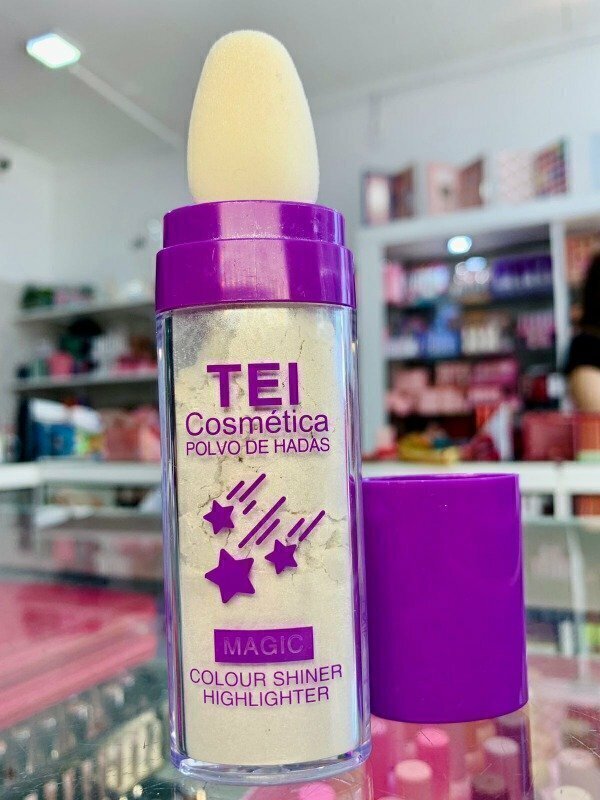 TEI
Cosmética
POLVO DE HADAS
MAGIC
COLOUR SHINER
HIGHLIGHTER